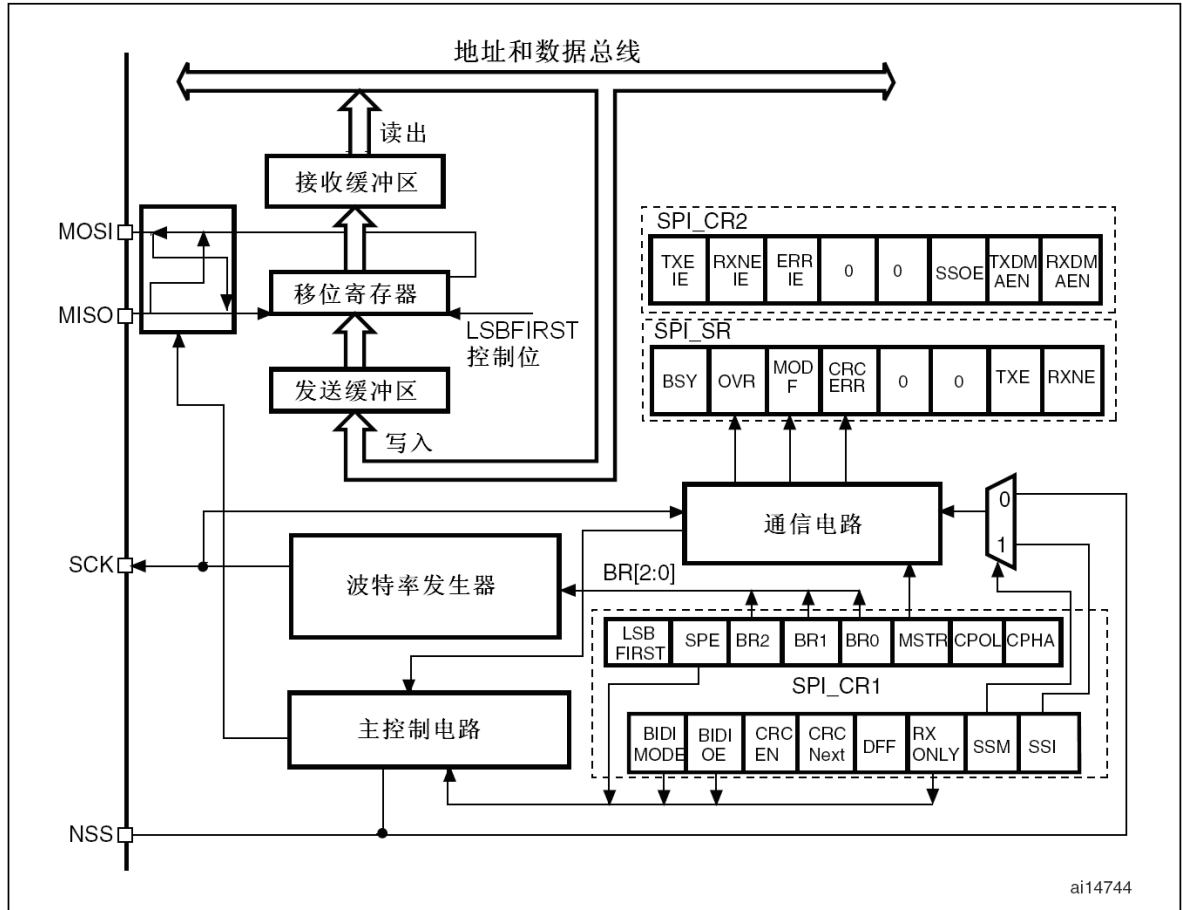 地址和数据总线
读出
接收缓冲区
MOSI
SPI_CR2
TXE
IE
RXNE
IE
ERR
IE
0
0
SSOE
TXDM
AEN
RXDM
AEN
移位寄存器
MISO
LSBFIRST
控制位
SPI_SR
BSY
OVR
MOD
F
CRC
ERR
0
0
TXE
RXNE
发送缓冲区
写入
通信电路
0
1
SCK
波特率发生器
BR[2:0]
LSB
FIRST
SPE
BR2
BR1
BR0
MSTR
CPOL
CPHA
SPI_CR1
主控制电路
BIDI
MODE
BIDI
OE
CRC
EN
CRC
Next
DFF
RX
ONLY
SSM
SSI
NSS
ai14744